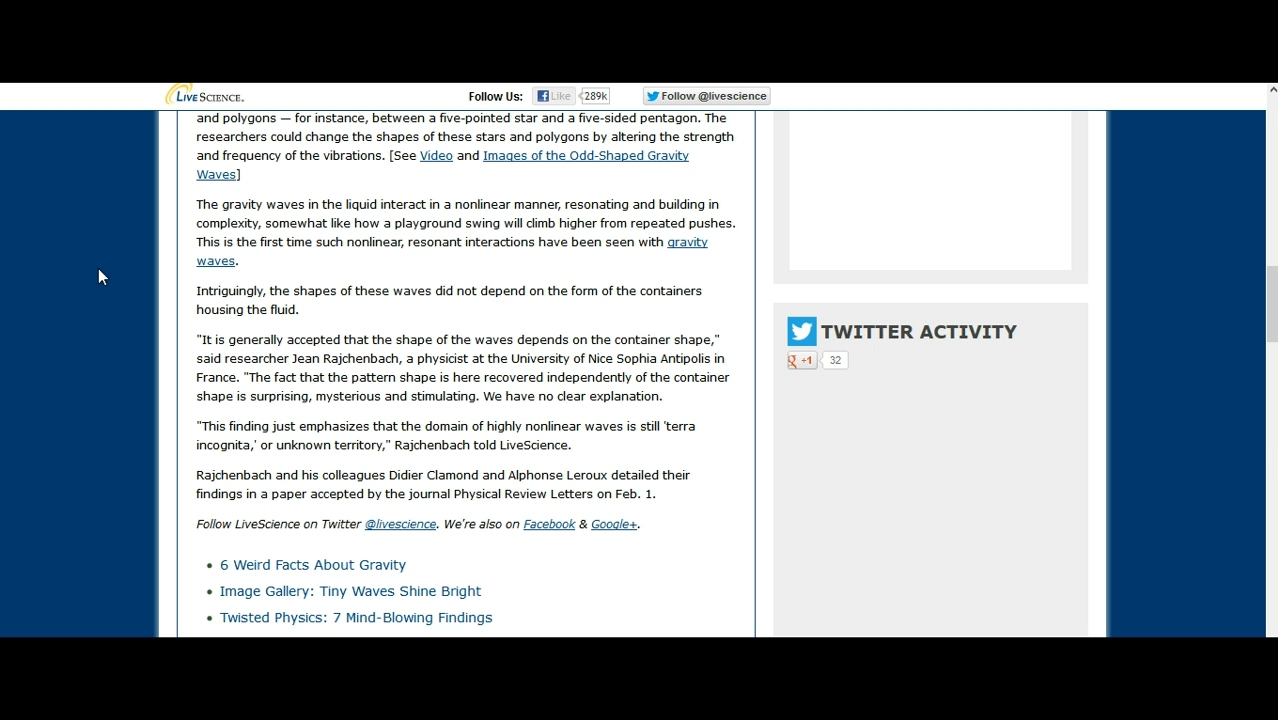 LIVESCIENCE.
Follow Us:
Like
289k
Follow @livescience
and polygons — for instance, between a five-pointed star and a five-sided pentagon. The
researchers could change the shapes of these stars and polygons by altering the strength
and frequency of the vibrations. [See Video and Images of the Odd-Shaped Gravity
Waves]
The gravity waves in the liquid interact in a nonlinear manner, resonating and building in
complexity, somewhat like how a playground swing will climb higher from repeated pushes.
This is the first time such nonlinear, resonant interactions have been seen with gravity
waves.
Intriguingly, the shapes of these waves did not depend on the form of the containers
housing the fluid.
"It is generally accepted that the shape of the waves depends on the container shape,"
said researcher Jean Rajchenbach, a physicist at the University of Nice Sophia Antipolis in
France. "The fact that the pattern shape is here recovered independently of the container
shape is surprising, mysterious and stimulating. We have no clear explanation.
"This finding just emphasizes that the domain of highly nonlinear waves is still 'terra
incognita,' or unknown territory," Rajchenbach told LiveScience.
Rajchenbach and his colleagues Didier Clamond and Alphonse Leroux detailed their
findings in a paper accepted by the journal Physical Review Letters on Feb. 1.
Follow LiveScience on Twitter @livescience. We're also on Facebook & Google+.
• 6 Weird Facts About Gravity
• Image Gallery: Tiny Waves Shine Bright
• Twisted Physics: 7 Mind-Blowing Findings
TWITTER ACTIVITY
+1
32